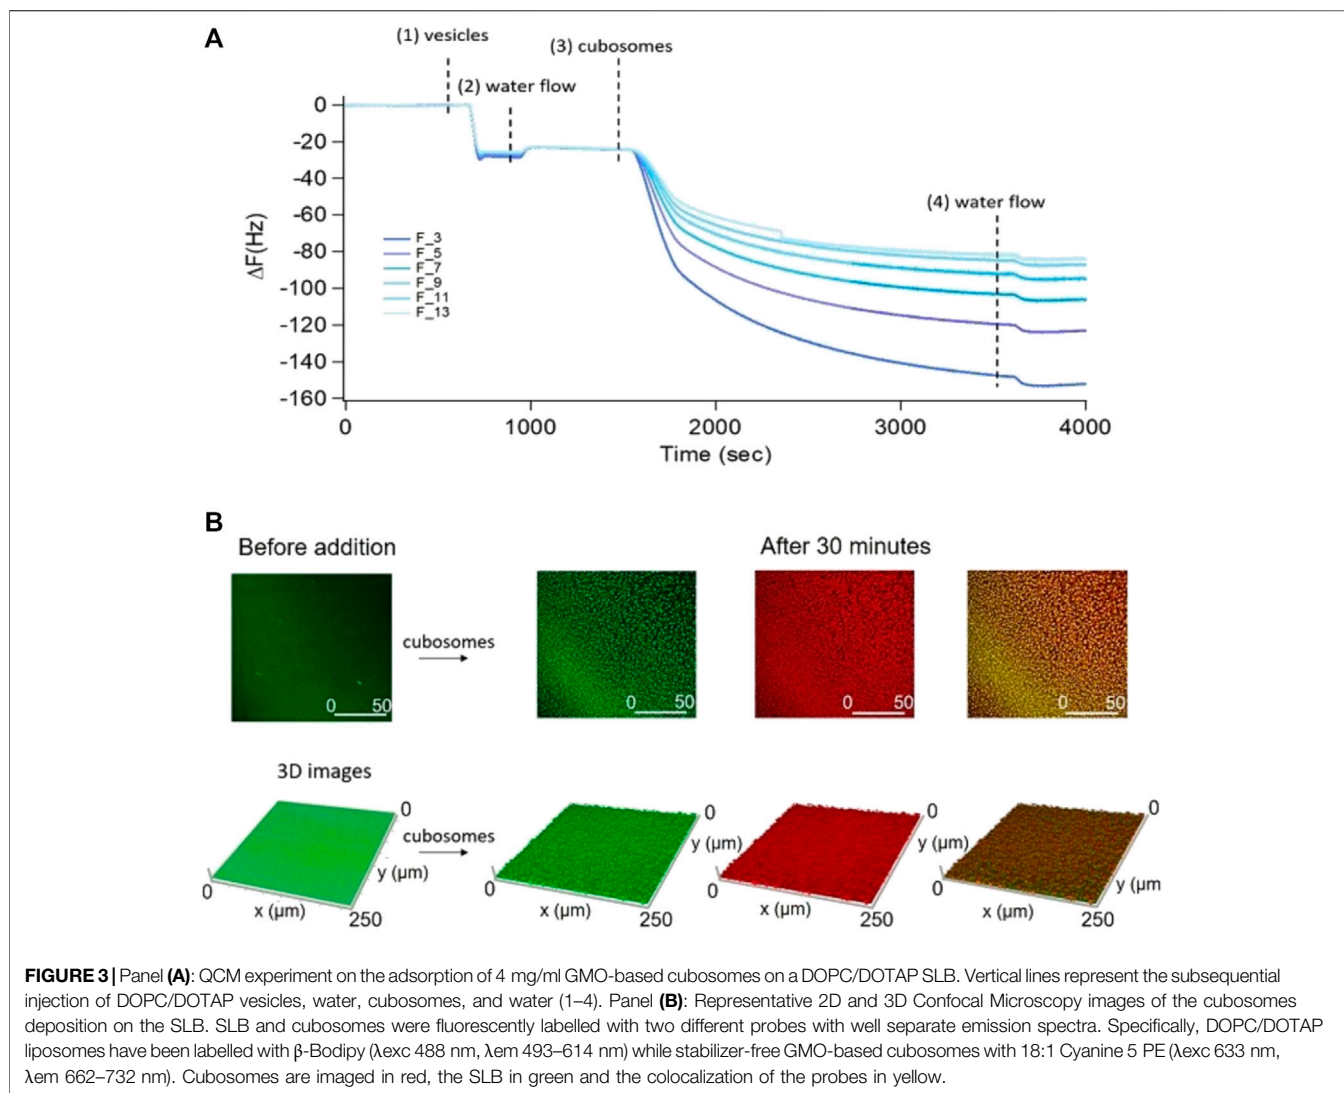 A
(1) vesicles
(3) cubosomes
(2) water flow
(4) water flow
0
-20
-40
-60
-80
-100
-120
-140
-160
ΔF(Hz)
F_3
F_5
F_7
F_9
F_11
F_13
0 1000 2000 3000 4000
Time (sec)
B
Before addition
After 30 minutes
cubosomes
0 50
0 50
0 50
0 50
3D images
cubosomes
0
y (µm)
0
x (µm)
250
0
y (µm)
0
x (µm)
250
0
y (µm)
0
x (µm)
250
0
y (µm
0
x (µm)
250
FIGURE 3 | Panel (A): QCM experiment on the adsorption of 4 mg/ml GMO-based cubosomes on a DOPC/DOTAP SLB. Vertical lines represent the subsequential
injection of DOPC/DOTAP vesicles, water, cubosomes, and water (1–4). Panel (B): Representative 2D and 3D Confocal Microscopy images of the cubosomes
deposition on the SLB. SLB and cubosomes were fluorescently labelled with two different probes with well separate emission spectra. Specifically, DOPC/DOTAP
liposomes have been labelled with β-Bodipy (λexc 488 nm, λem 493–614 nm) while stabilizer-free GMO-based cubosomes with 18:1 Cyanine 5 PE (λexc 633 nm,
λem 662–732 nm). Cubosomes are imaged in red, the SLB in green and the colocalization of the probes in yellow.